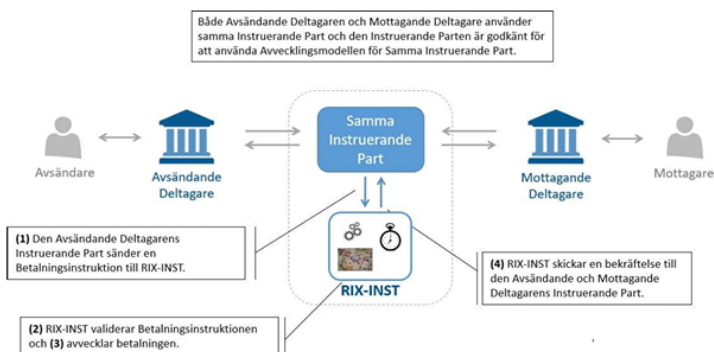 Både Avsändande Deltagaren och Mottagande Deltagare använder
samma Instruerande Part och den Instruerande Parten är godkänt för
att använda Avvecklingsmodellen för Samma Instruerande Part.
Samma
Instruerande
Part
Avsändare
Avsändande
Deltagare
Mottagande
Deltagare
Mottagare
(1) Den Avsändande Deltagarens
Instruerande Part sänder en
Betalningsinstruktion till RIX-INST.
RIX-INST
(4) RIX-INST skickar en bekräftelse till
den Avsändande och Mottagande
Deltagarens Instruerande Part.
(2) RIX-INST validerar Betalningsinstruktionen
och (3) avvecklar betalningen.